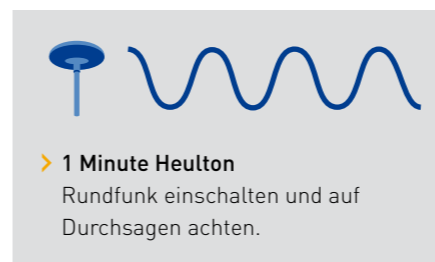 1 Minute Heulton
Rundfunk einschalten und auf
Durchsagen achten.